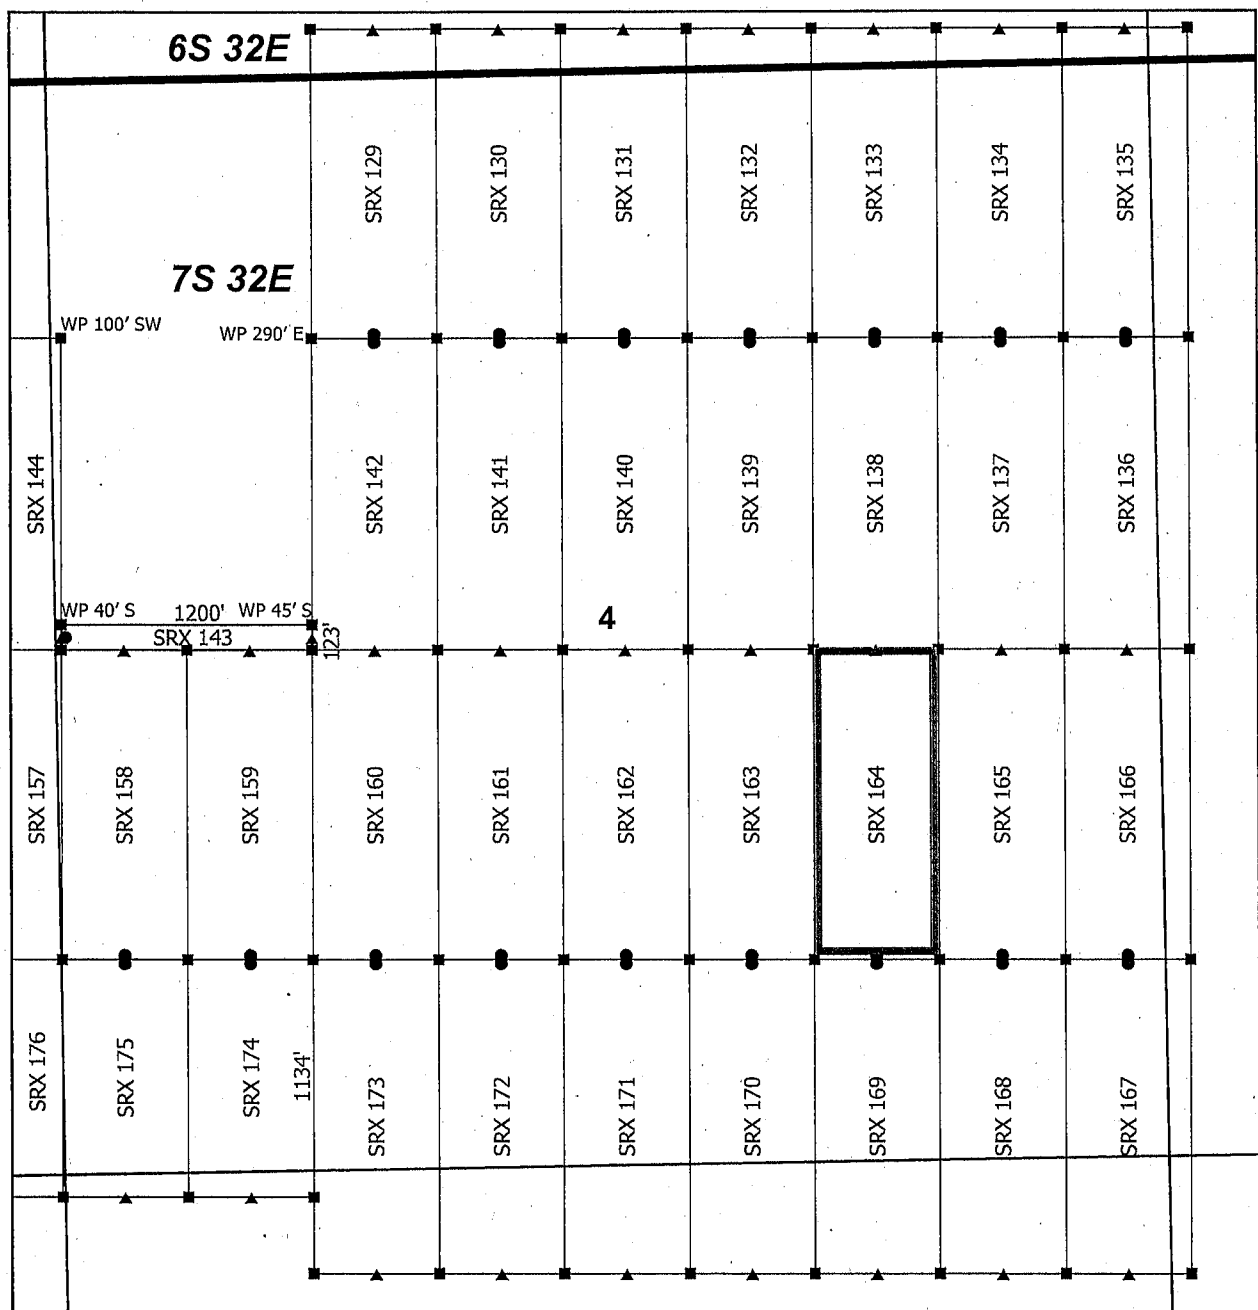 6S 32E
SRX 129
SRX 130
SRX 131
SRX 132
SRX 133
SRX 134
SRX 135
7S 32E
WP 100' SW
WP 290' E
SRX 144
SRX 142
SRX 141
SRX 140
SRX 139
SRX 138
SRX 137
SRX 136
WP 40' S
1200'
WP 45' S
4
SRX 143
123'
SRX 157
SRX 158
SRX 159
SRX 160
SRX 161
SRX 162
SRX 163
SRX 164
SRX 165
SRX 166
SRX 176
SRX 175
SRX 174
1134'
SRX 173
SRX 172
SRX 171
SRX 170
SRX 169
SRX 168
SRX 167